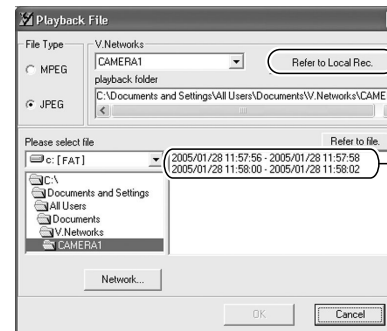 Playback File
File Type
V.Networks
MPEG
CAMERA1
Refer to Local Rec.
playback folder
JPEG
C:\Documents and Settings\All Users\Documents\V.Networks\CAME
Please select file
Refer to file.
c: [FAT]
2005/01/28 11:57:56 - 2005/01/28 11:57:58
2005/01/28 11:58:00 - 2005/01/28 11:58:02
C:\
Documents and Settings
All Users
Documents
V.Networks
CAMERA1
Network...
OK
Cancel